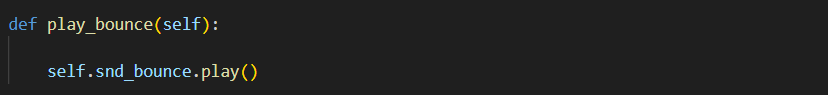 def play_bounce(self):
    self.snd_bounce.play()